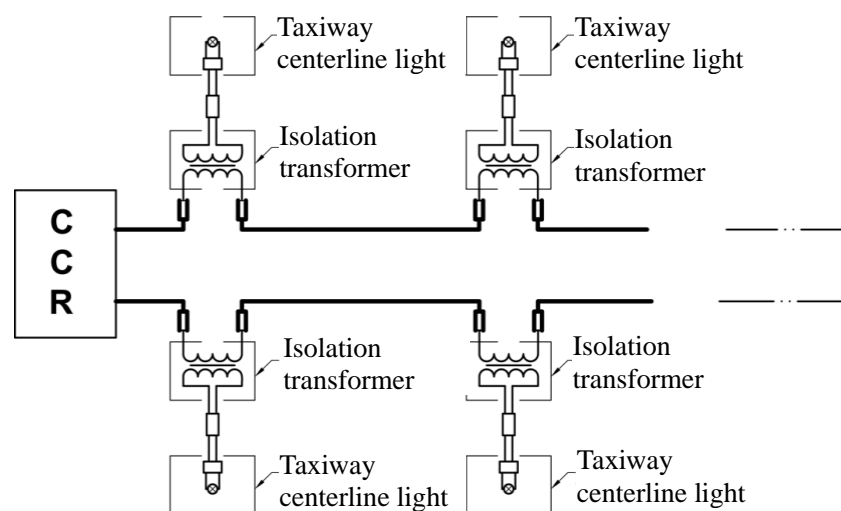 Taxiway
centerline light
Taxiway
centerline light
Isolation
transformer
Isolation
transformer
C
C
R
Isolation
transformer
Isolation
transformer
Taxiway
centerline light
Taxiway
centerline light